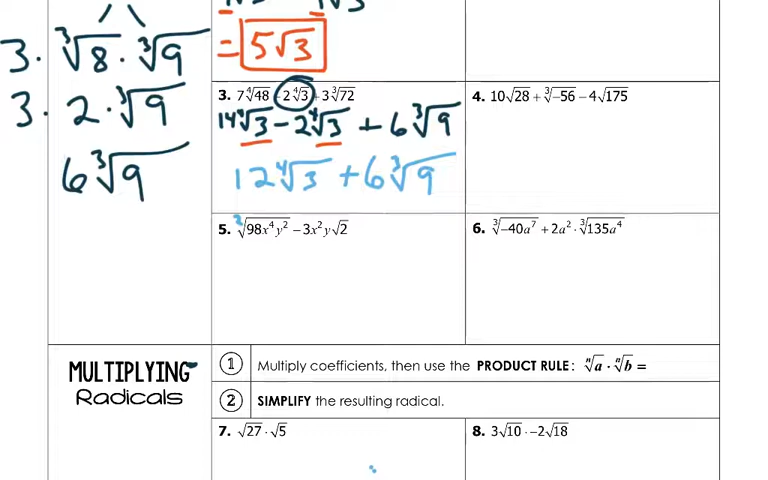 3 · ∛8 · ∛9
3 · 2 · ∛9
6∛9
= 5√3
3. 7∜48 - 2∜3 + 3∛72
14∜3 - 2∜3 + 6∛9
12∜3 + 6∛9
4. 10√28 + ∛-56 - 4√175
5. ∛98x⁴y² - 3x²y√2
6. ∛-40a⁷ + 2a² · ∛135a⁴
MULTIPLYING
Radicals
1 Multiply coefficients, then use the PRODUCT RULE: ⁿ√a · ⁿ√b =
2 SIMPLIFY the resulting radical.
7. √27 · √5
8. 3√10 · -2√18